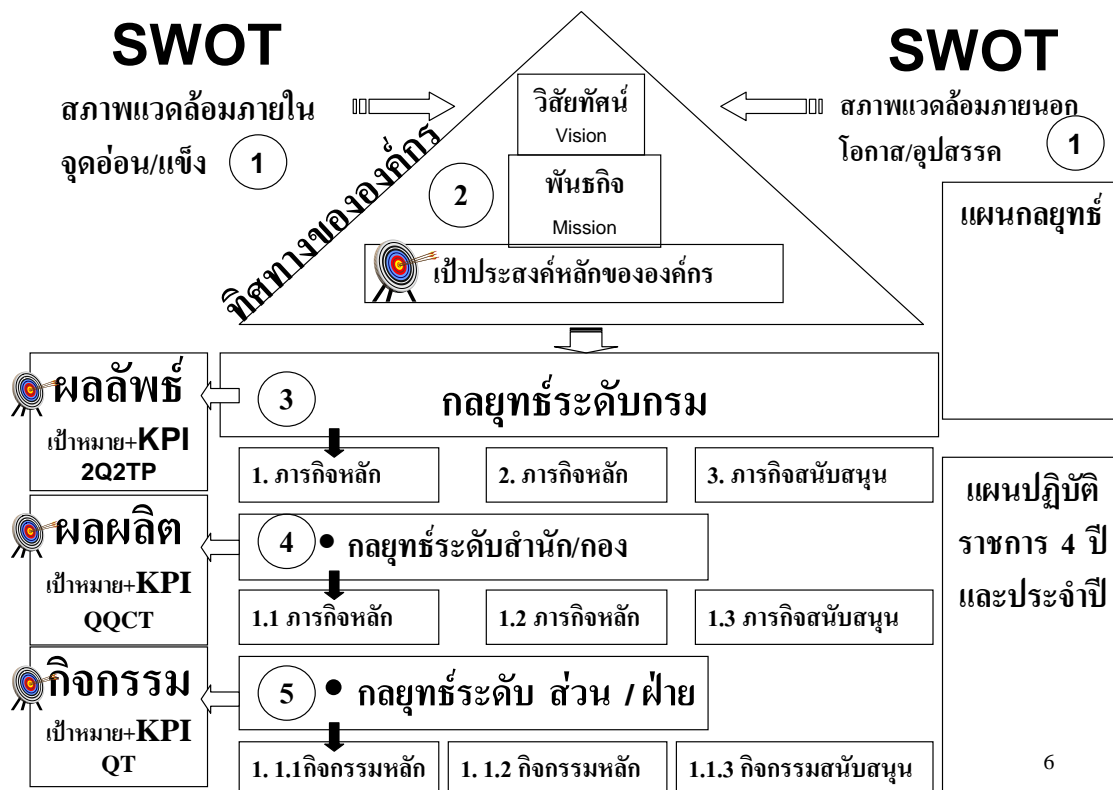 SWOT
สภาพแวดล้อมภายใน
จุดอ่อน/แข็ง
1
SWOT
สภาพแวดล้อมภายนอก
โอกาส/อุปสรรค
1
ทิศทางขององค์กร
วิสัยทัศน์
Vision
2
พันธกิจ
Mission
เป้าประสงค์หลักขององค์กร
แผนกลยุทธ์
ผลลัพธ์
เป้าหมาย+KPI
2Q2TP
3
กลยุทธ์ระดับกรม
1. ภารกิจหลัก
2. ภารกิจหลัก
3. ภารกิจสนับสนุน
ผลผลิต
เป้าหมาย+KPI
QQCT
4
• กลยุทธ์ระดับสำนัก/กอง
1.1 ภารกิจหลัก
1.2 ภารกิจหลัก
1.3 ภารกิจสนับสนุน
แผนปฏิบัติ
ราชการ 4 ปี
และประจำปี
กิจกรรม
เป้าหมาย+KPI
QT
5
• กลยุทธ์ระดับ ส่วน / ฝ่าย
1. 1.1กิจกรรมหลัก
1. 1.2 กิจกรรมหลัก
1.1.3 กิจกรรมสนับสนุน
6